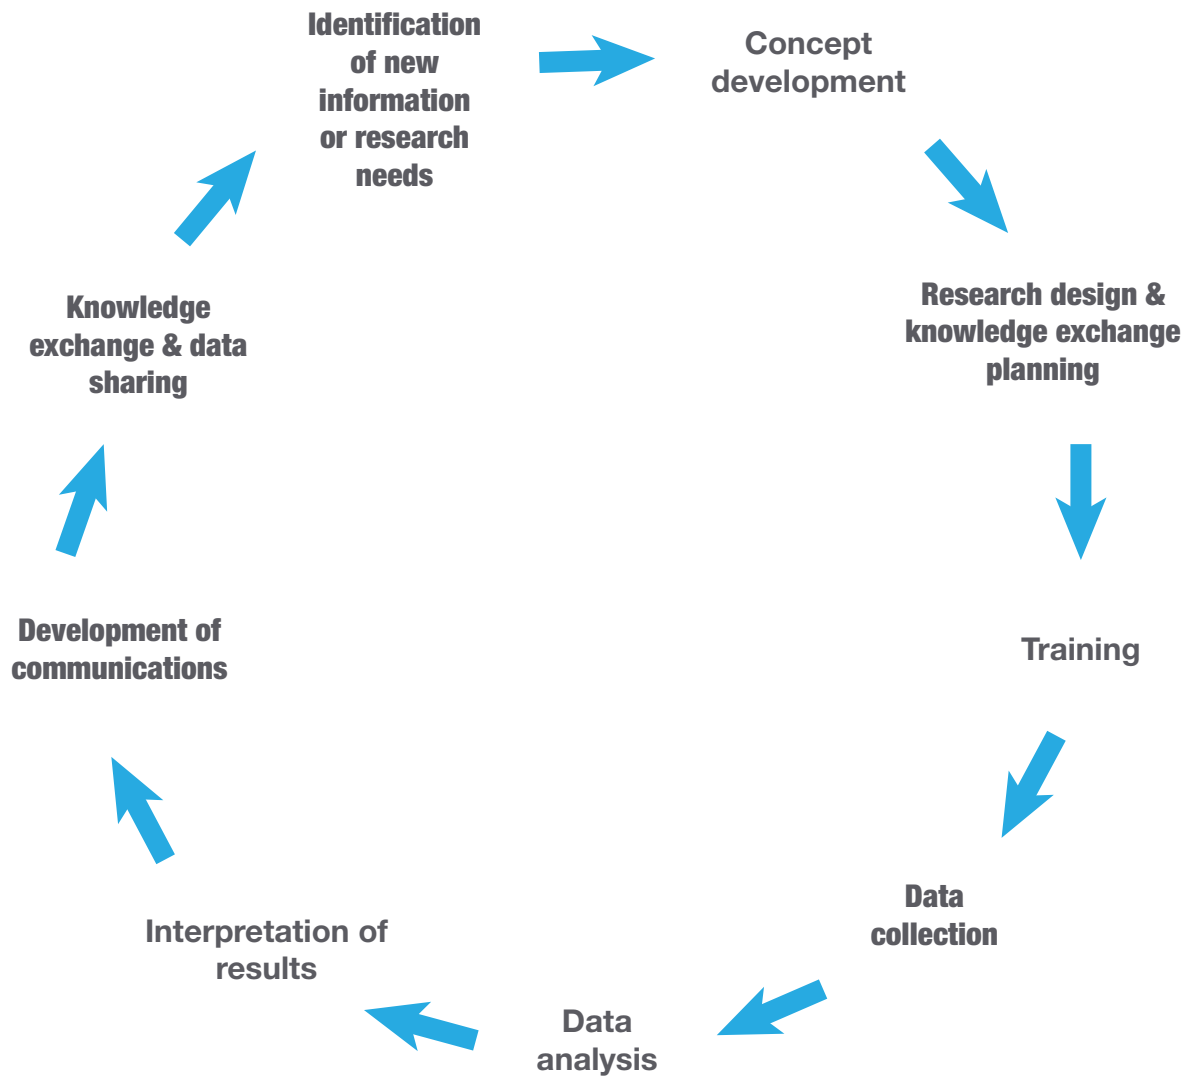 Identification
of new
information
or research
needs
Concept
development
Research design &
knowledge exchange
planning
Training
Data
collection
Data
analysis
Interpretation of
results
Development of
communications
Knowledge
exchange & data
sharing